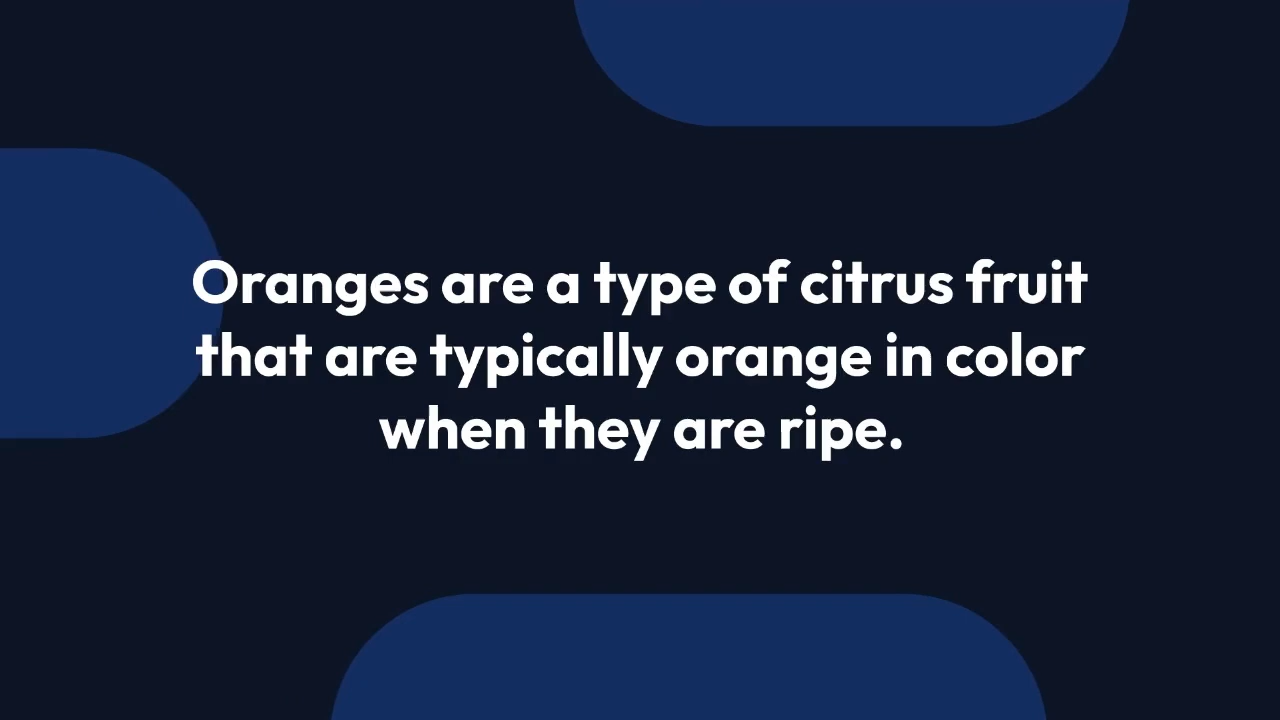 Oranges are a type of citrus fruit
that are typically orange in color
when they are ripe.